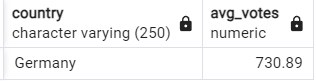 country avg_votes
character varying (250) numeric
Germany 730.89